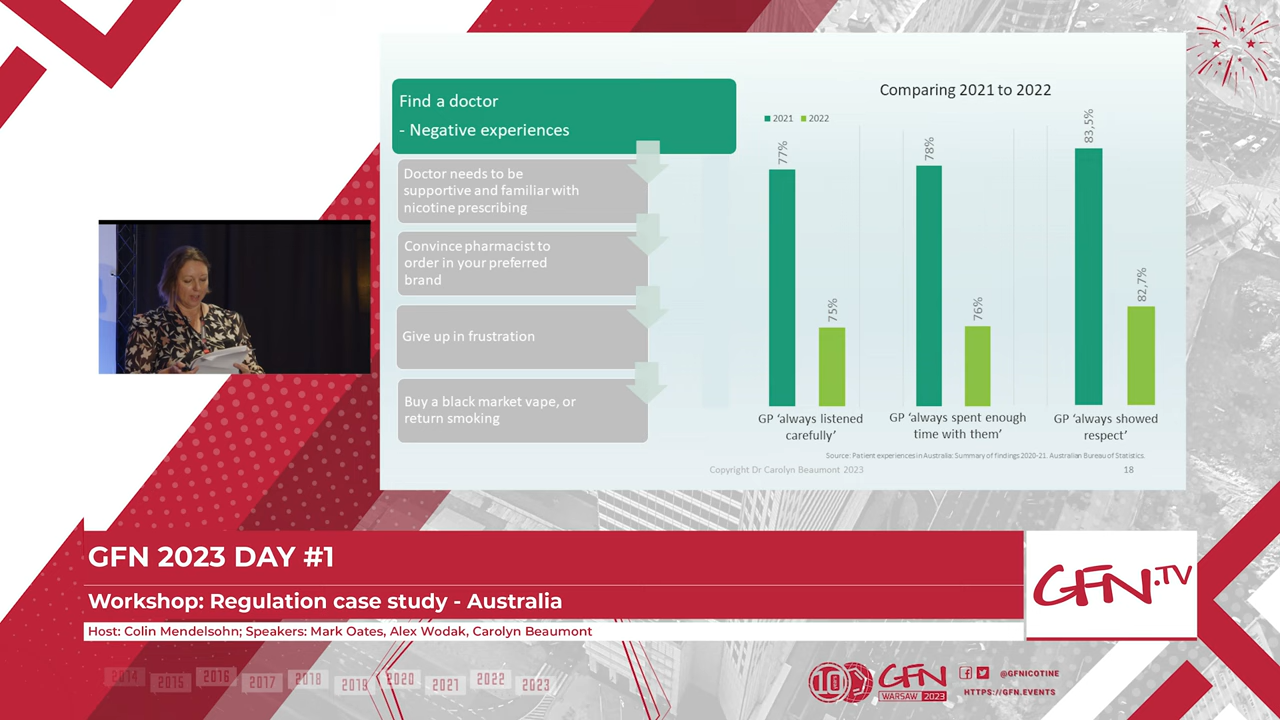 Find a doctor
- Negative experiences
Doctor needs to be
supportive and familiar with
nicotine prescribing
Convince pharmacist to
order in your preferred
brand
Give up in frustration
Buy a black market vape, or
return smoking
Comparing 2021 to 2022
2021 2022
77%
75%
78%
76%
83,5%
82,7%
GP ‘always listened
carefully’
GP ‘always spent enough
time with them’
GP ‘always showed
respect’
Source: Patient experiences in Australia: Summary of findings 2020-21. Australian Bureau of Statistics.
Copyright Dr Carolyn Beaumont 2023
18
GFN 2023 DAY #1
Workshop: Regulation case study - Australia
Host: Colin Mendelsohn; Speakers: Mark Oates, Alex Wodak, Carolyn Beaumont
GFN.TV
2014 2015 2016 2017 2018 2019 2020 2021 2022 2023
10 GFN
WARSAW 2023
@GFNICOTINE
HTTPS://GFN.EVENTS